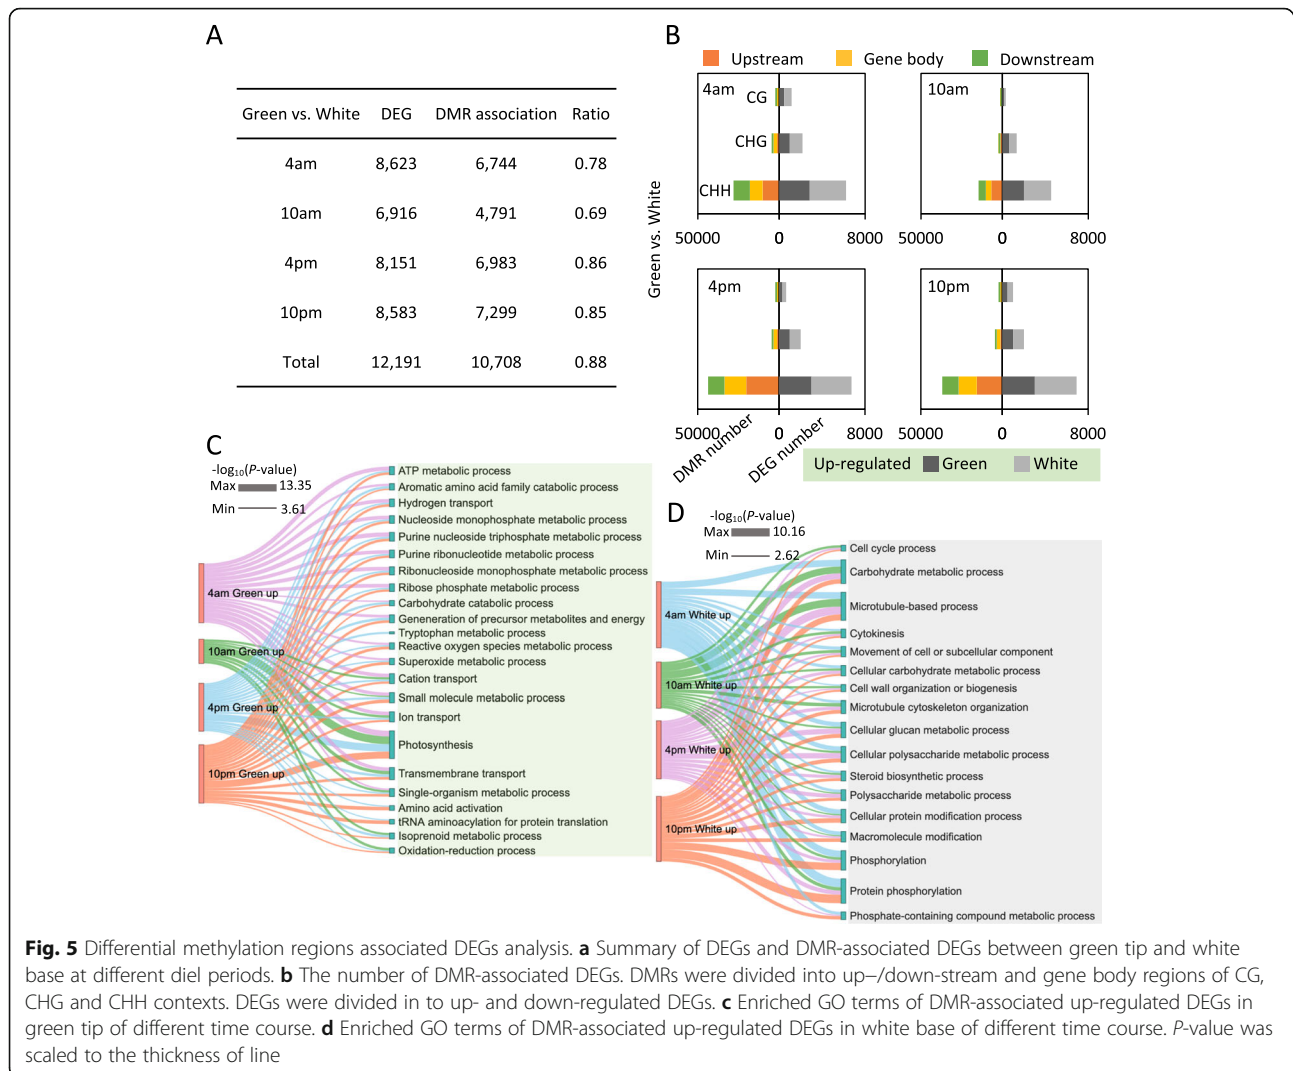 A
Green vs. White DEG DMR association Ratio
4am 8,623 6,744 0.78
10am 6,916 4,791 0.69
4pm 8,151 6,983 0.86
10pm 8,583 7,299 0.85
Total 12,191 10,708 0.88
B
Upstream Gene body Downstream
Green vs. White
4am
CG
CHG
CHH
50000 0 8000
10am
50000 0 8000
4pm
50000 0 8000
10pm
50000 0 8000
DMR number
DEG number
Up-regulated Green White
C
-log10(P-value)
Max 13.35
Min 3.61
4am Green up
10am Green up
4pm Green up
10pm Green up
ATP metabolic process
Aromatic amino acid family catabolic process
Hydrogen transport
Nucleoside monophosphate metabolic process
Purine nucleoside triphosphate metabolic process
Purine ribonucleotide metabolic process
Ribonucleoside monophosphate metabolic process
Ribose phosphate metabolic process
Carbohydrate catabolic process
Geneneration of precursor metabolites and energy
Tryptophan metabolic process
Reactive oxygen species metabolic process
Superoxide metabolic process
Cation transport
Small molecule metabolic process
Ion transport
Photosynthesis
Transmembrane transport
Single-organism metabolic process
Amino acid activation
tRNA aminoacylation for protein translation
Isoprenoid metabolic process
Oxidation-reduction process
D
-log10(P-value)
Max 10.16
Min 2.62
4am White up
10am White up
4pm White up
10pm White up
Cell cycle process
Carbohydrate metabolic process
Microtubule-based process
Cytokinesis
Movement of cell or subcellular component
Cellular carbohydrate metabolic process
Cell wall organization or biogenesis
Microtubule cytoskeleton organization
Cellular glucan metabolic process
Cellular polysaccharide metabolic process
Steroid biosynthetic process
Polysaccharide metabolic process
Cellular protein modification process
Macromolecule modification
Phosphorylation
Protein phosphorylation
Phosphate-containing compound metabolic process
Fig. 5 Differential methylation regions associated DEGs analysis. a Summary of DEGs and DMR-associated DEGs between green tip and white
base at different diel periods. b The number of DMR-associated DEGs. DMRs were divided into up–/down-stream and gene body regions of CG,
CHG and CHH contexts. DEGs were divided in to up- and down-regulated DEGs. c Enriched GO terms of DMR-associated up-regulated DEGs in
green tip of different time course. d Enriched GO terms of DMR-associated up-regulated DEGs in white base of different time course. P-value was
scaled to the thickness of line